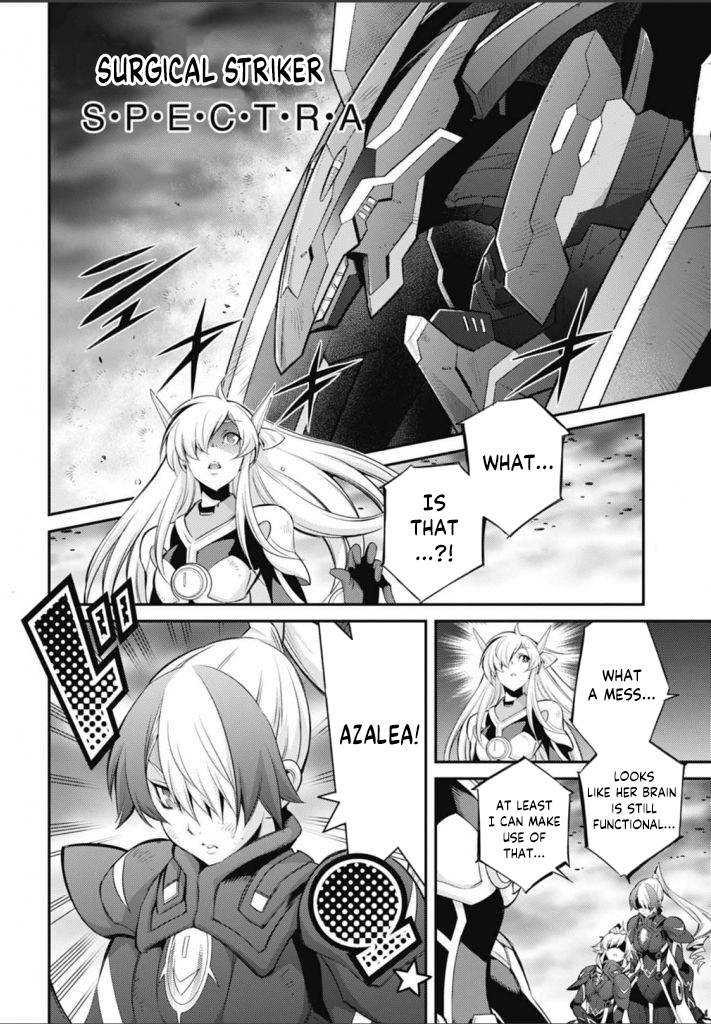 SURGICAL STRIKER
S•P•E•C•T•R•A
WHAT...
IS
THAT
...?!
WHAT
A MESS...
LOOKS
LIKE HER BRAIN
IS STILL
FUNCTIONAL...
AT LEAST
I CAN MAKE
USE OF
THAT...
AZALEA!